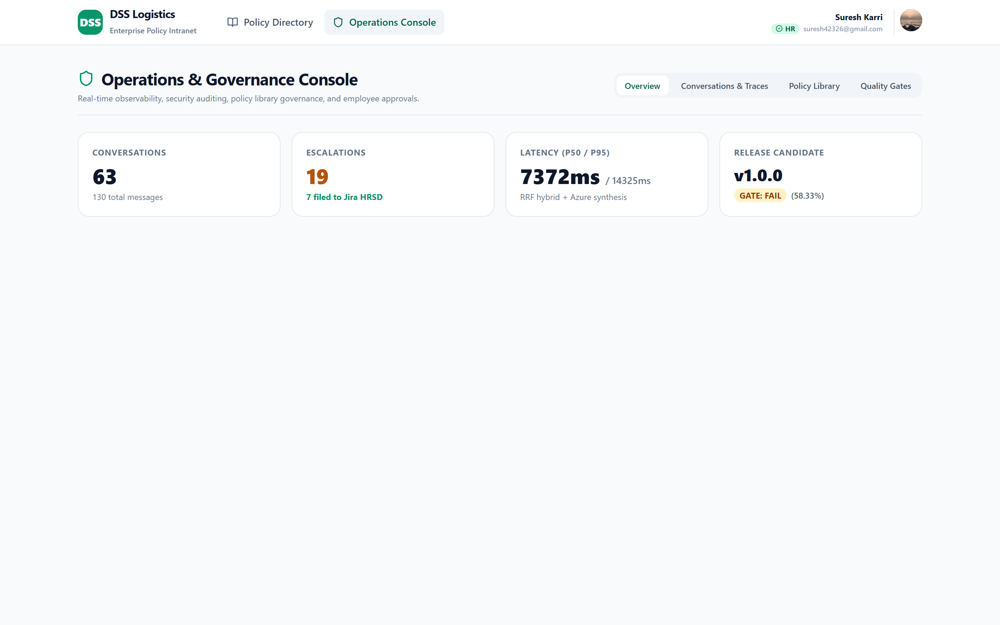 DSS
DSS Logistics
Enterprise Policy Intranet
Policy Directory
Operations Console
Suresh Karri
HR
suresh42326@gmail.com
Operations & Governance Console
Real-time observability, security auditing, policy library governance, and employee approvals.
Overview
Conversations & Traces
Policy Library
Quality Gates
CONVERSATIONS
63
130 total messages
ESCALATIONS
19
7 filed to Jira HRSD
LATENCY (P50 / P95)
7372ms / 14325ms
RRF hybrid + Azure synthesis
RELEASE CANDIDATE
v1.0.0
GATE: FAIL (58.33%)